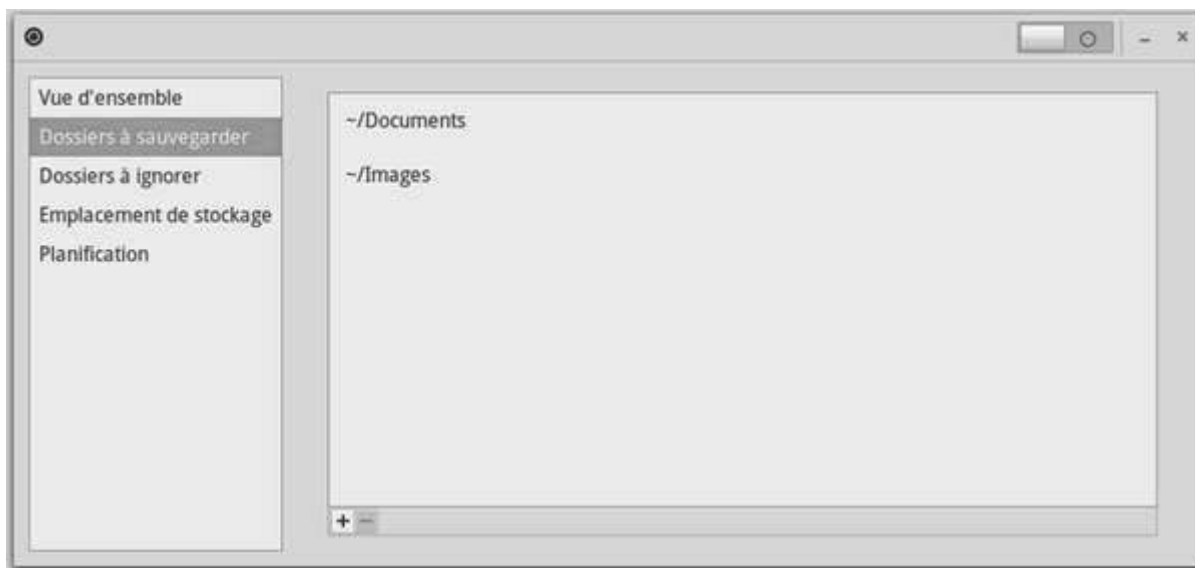 Vue d'ensemble
Dossiers à sauvegarder
Dossiers à ignorer
Emplacement de stockage
Planification
~/Documents
~/Images